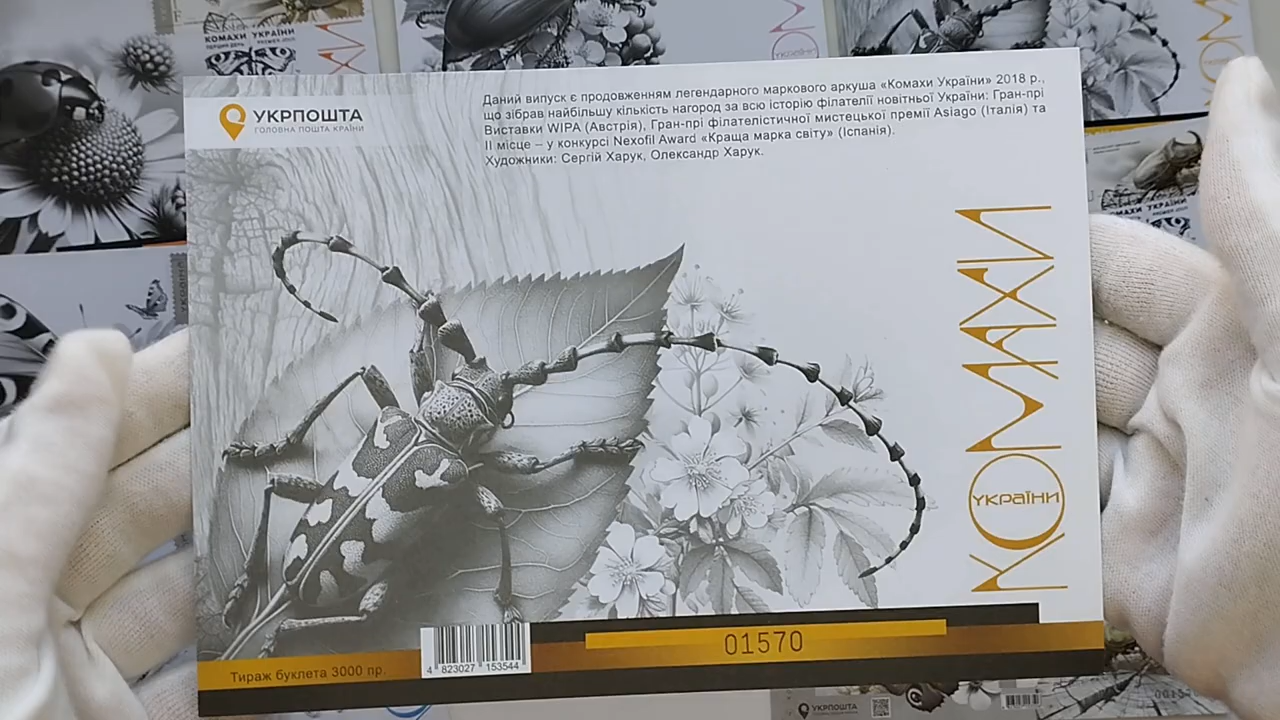 КОМАХИ УКРАЇНИ
УКРПОШТА
ГОЛОВНА ПОШТА КРАЇНИ
Даний випуск є продовженням легендарного маркового аркуша «Комахи України» 2018 р.,
що зібрав найбільшу кількість нагород за всю історію філателії новітньої України: Гран-прі
Виставки WIPA (Австрія), Гран-прі філателістичної мистецької премії Asiago (Італія) та
II місце – у конкурсі Nexofil Award «Краща марка світу» (Іспанія).
Художники: Сергій Харук, Олександр Харук.
КОМАХИ
УКРАЇНИ
КОМАХИ УКРАЇНИ
01570
Тираж буклета 3000 пр.
4 823027 153544
УКРПОШТА